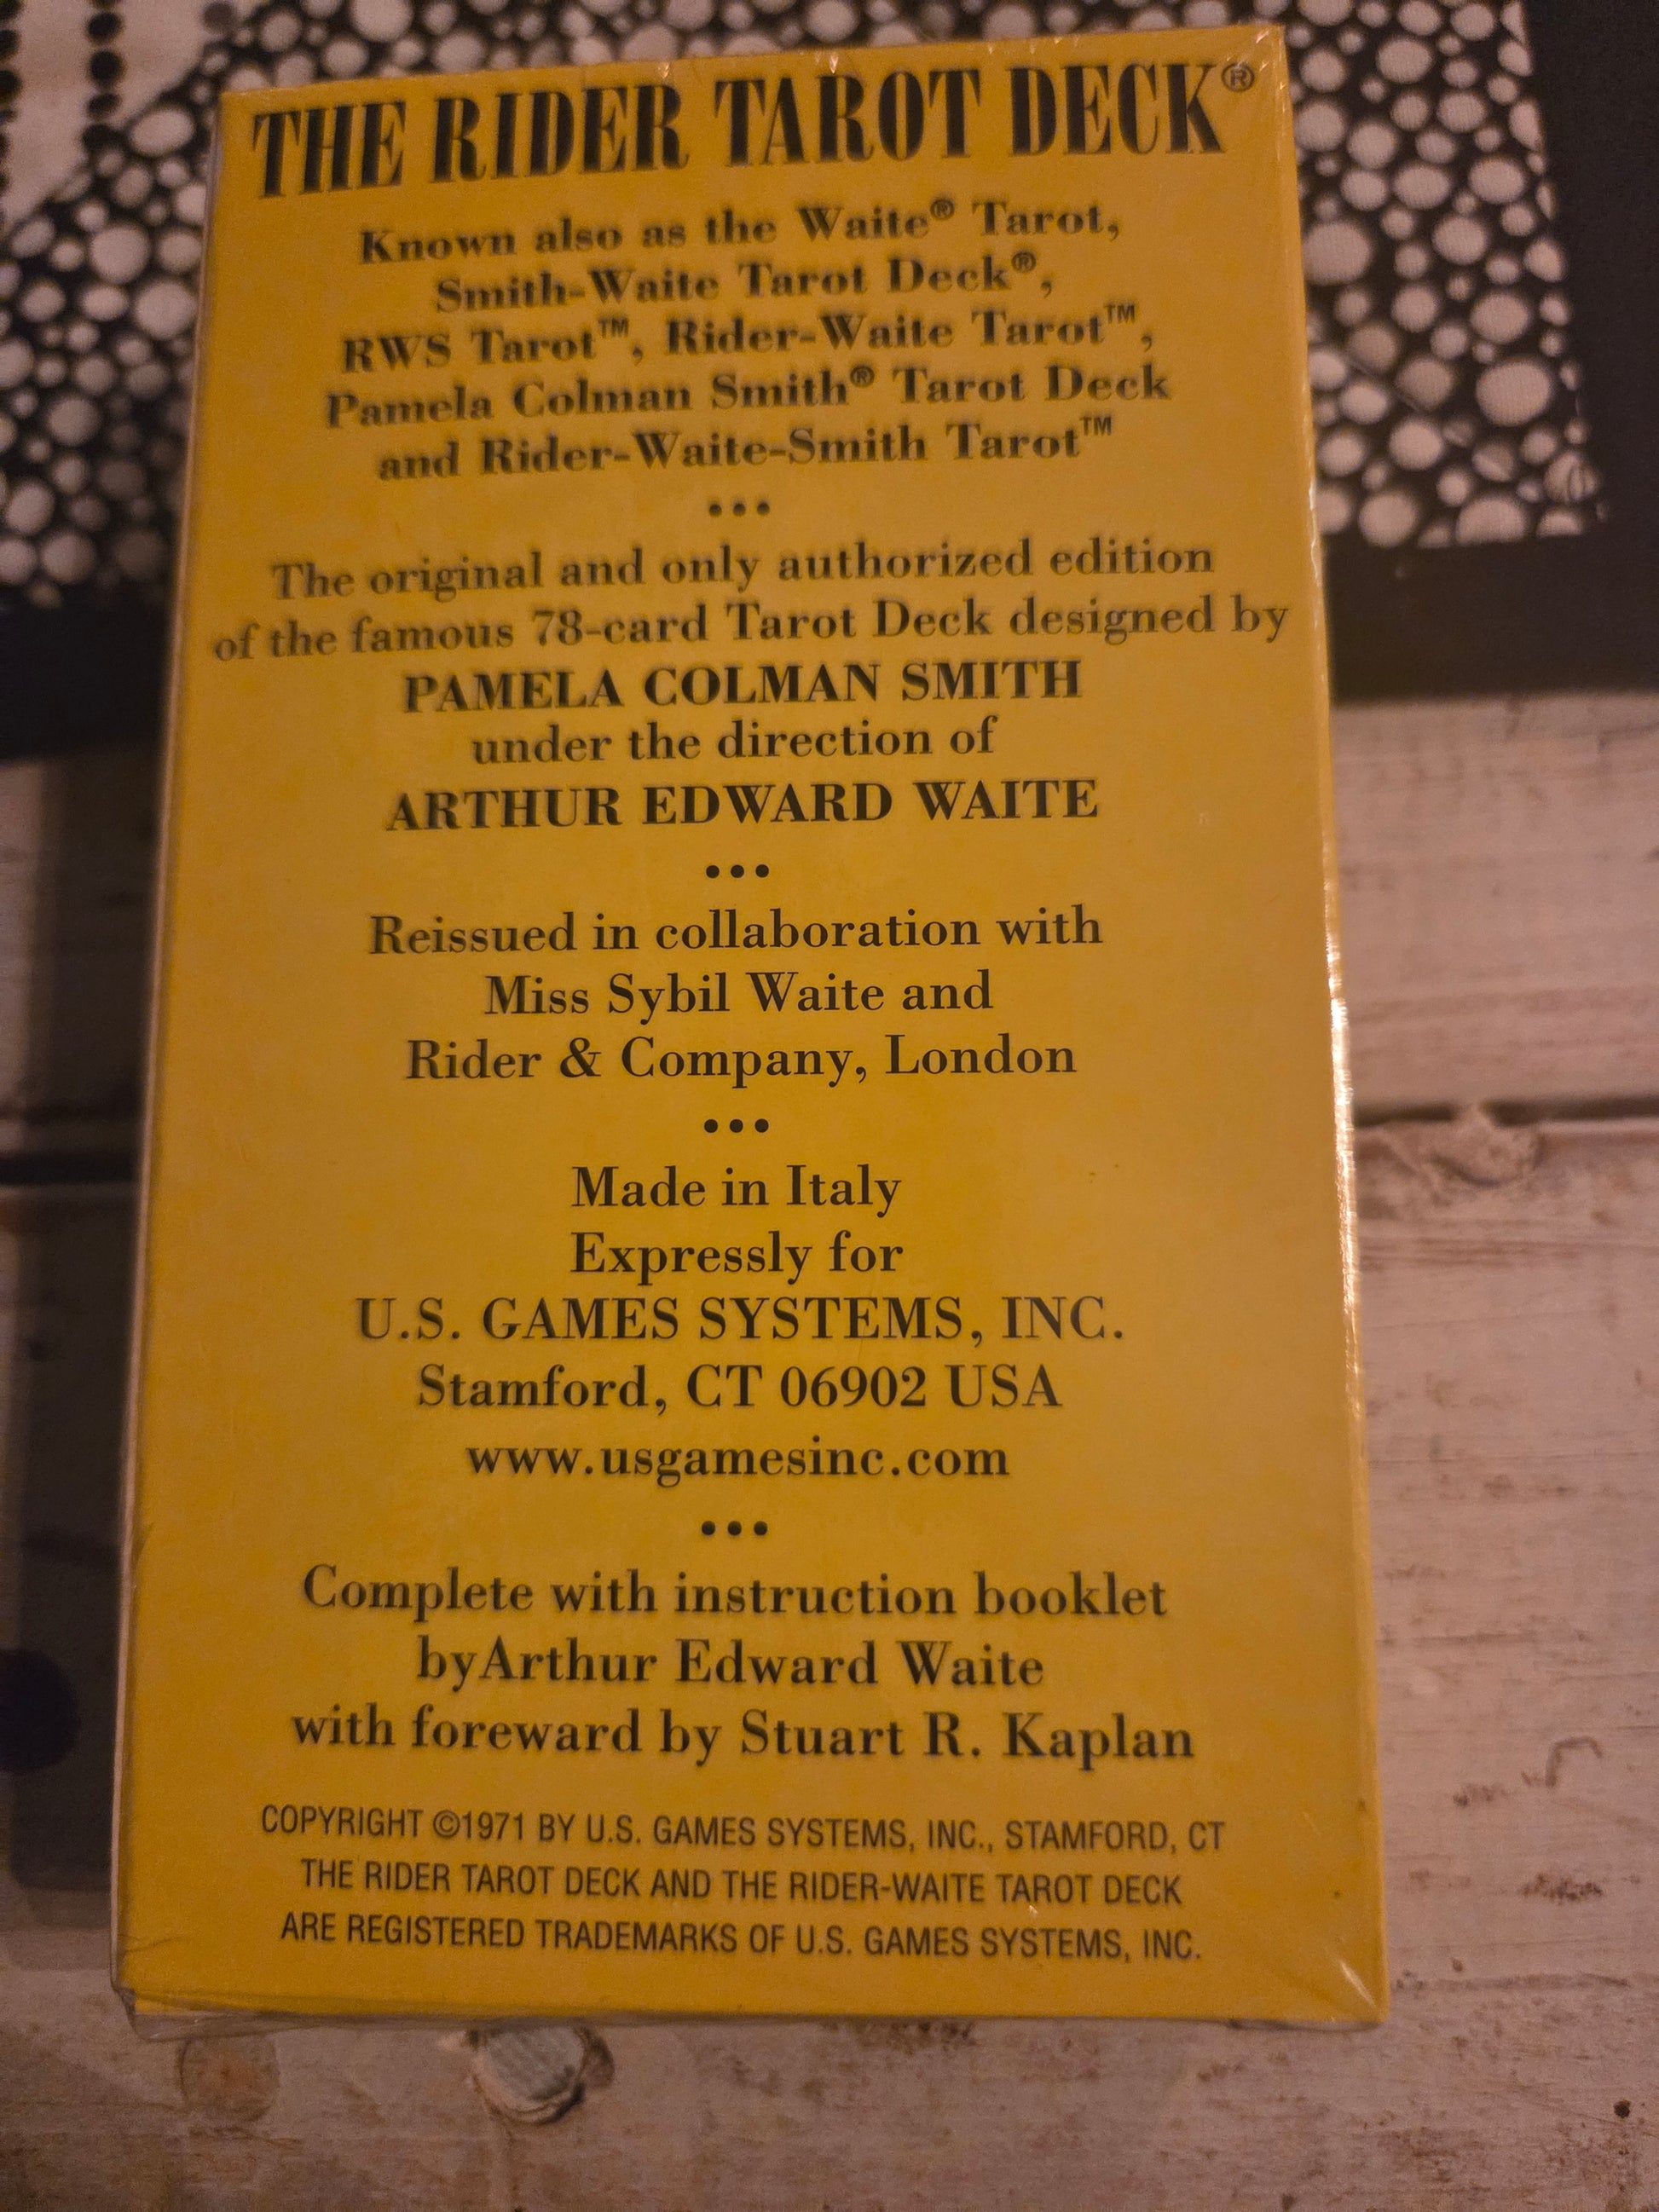 THE RIDER TAROT DECK®
Known also as the Waite® Tarot,
Smith-Waite Tarot Deck®,
RWS Tarot™, Rider-Waite Tarot™,
Pamela Colman Smith® Tarot Deck
and Rider-Waite-Smith Tarot™
•••
The original and only authorized edition
of the famous 78-card Tarot Deck designed by
PAMELA COLMAN SMITH
under the direction of
ARTHUR EDWARD WAITE
•••
Reissued in collaboration with
Miss Sybil Waite and
Rider & Company, London
•••
Made in Italy
Expressly for
U.S. GAMES SYSTEMS, INC.
Stamford, CT 06902 USA
www.usgamesinc.com
•••
Complete with instruction booklet
byArthur Edward Waite
with foreward by Stuart R. Kaplan
COPYRIGHT ©1971 BY U.S. GAMES SYSTEMS, INC., STAMFORD, CT
THE RIDER TAROT DECK AND THE RIDER-WAITE TAROT DECK
ARE REGISTERED TRADEMARKS OF U.S. GAMES SYSTEMS, INC.